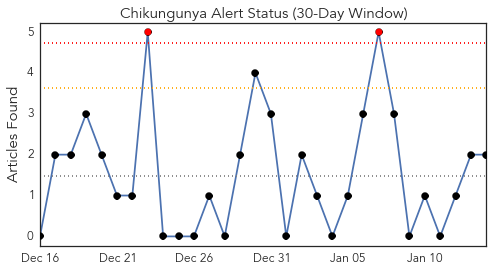 Chikungunya Alert Status (30-Day Window)
Articles Found
5
4
3
2
1
0
Dec 16
Dec 21
Dec 26
Dec 31
Jan 05
Jan 10